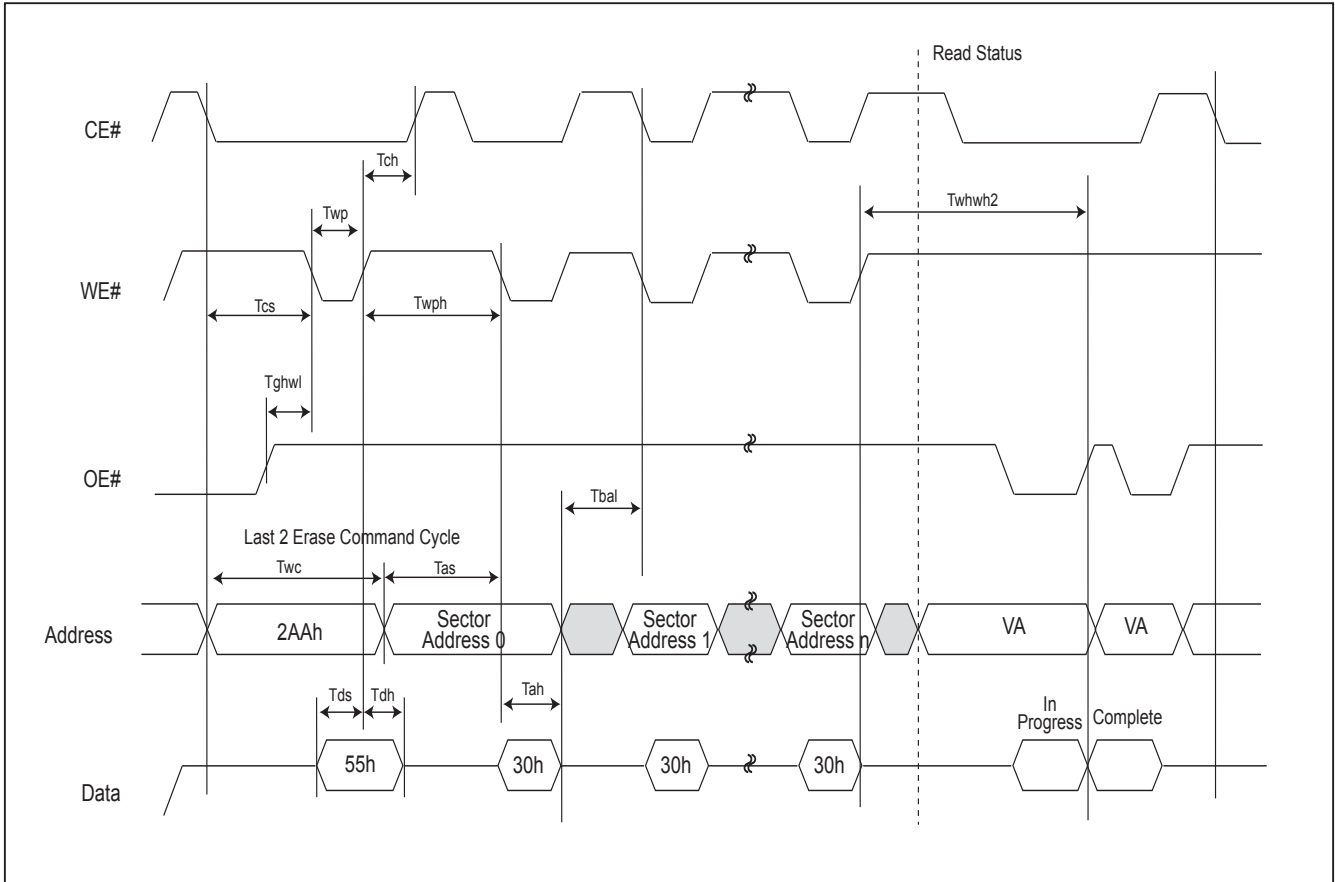 Read Status
CE#
Tch
Twhwh2
Twp
WE#
Tcs
Twph
Tghwl
OE#
Tbal
Last 2 Erase Command Cycle
Twc
Tas
Address
2AAh
Sector
Address 0
Sector
Address 1
Sector
Address n
VA
VA
Tds
Tdh
Tah
In
Progress
Complete
Data
55h
30h
30h
30h